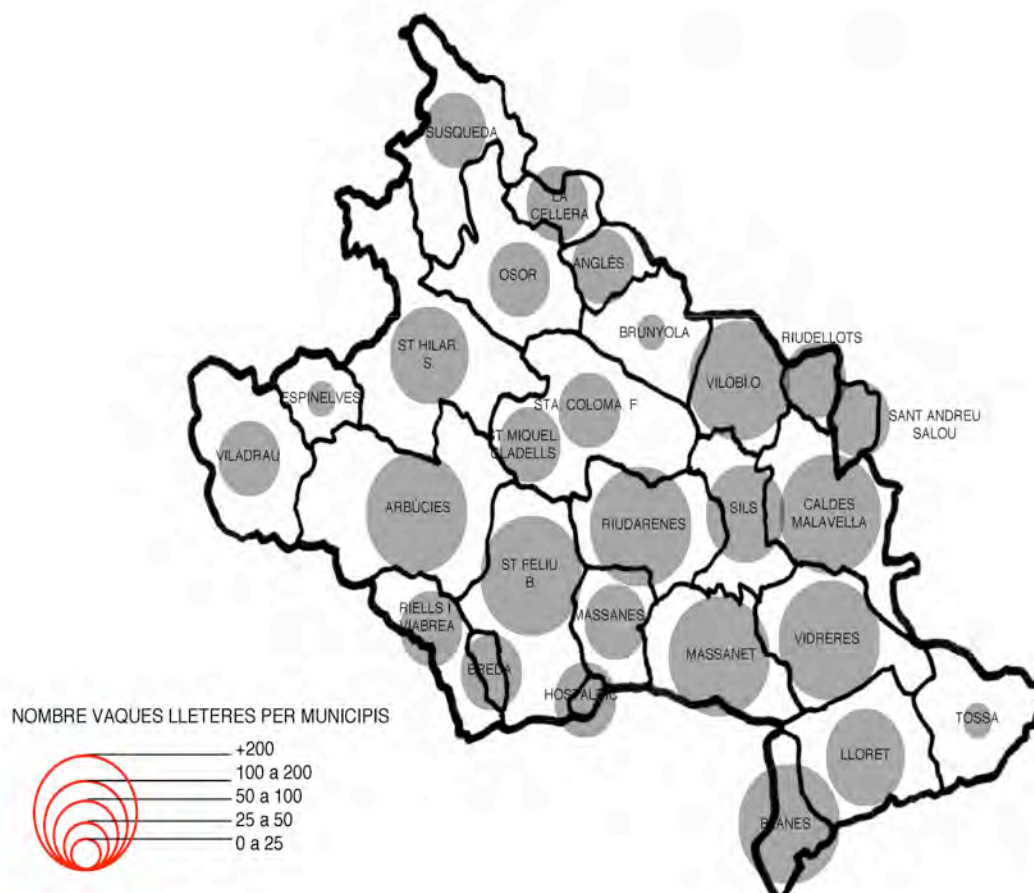 SUSQUEDA
LA
CELLERA
OSOR
ANGLÈS
BRUNYOLA
RIUDELLOTS
ST HILAR.
S.
VILOBÍ.O.
ESPINELVES
STA. COLOMA. F
SANT ANDREU
SALOU
ST MIQUEL
CLADELLS
VILADRAU
ARBÚCIES
RIUDARENES
SILS
CALDES
MALAVELLA
ST FELIU
B.
RIELLS I
VIABREA
MASSANES
VIDRERES
MASSANET
BREDA
HOSTALRIC
TOSSA
LLORET
BLANES
NOMBRE VAQUES LLETERES PER MUNICIPIS
+200
100 a 200
50 a 100
25 a 50
0 a 25